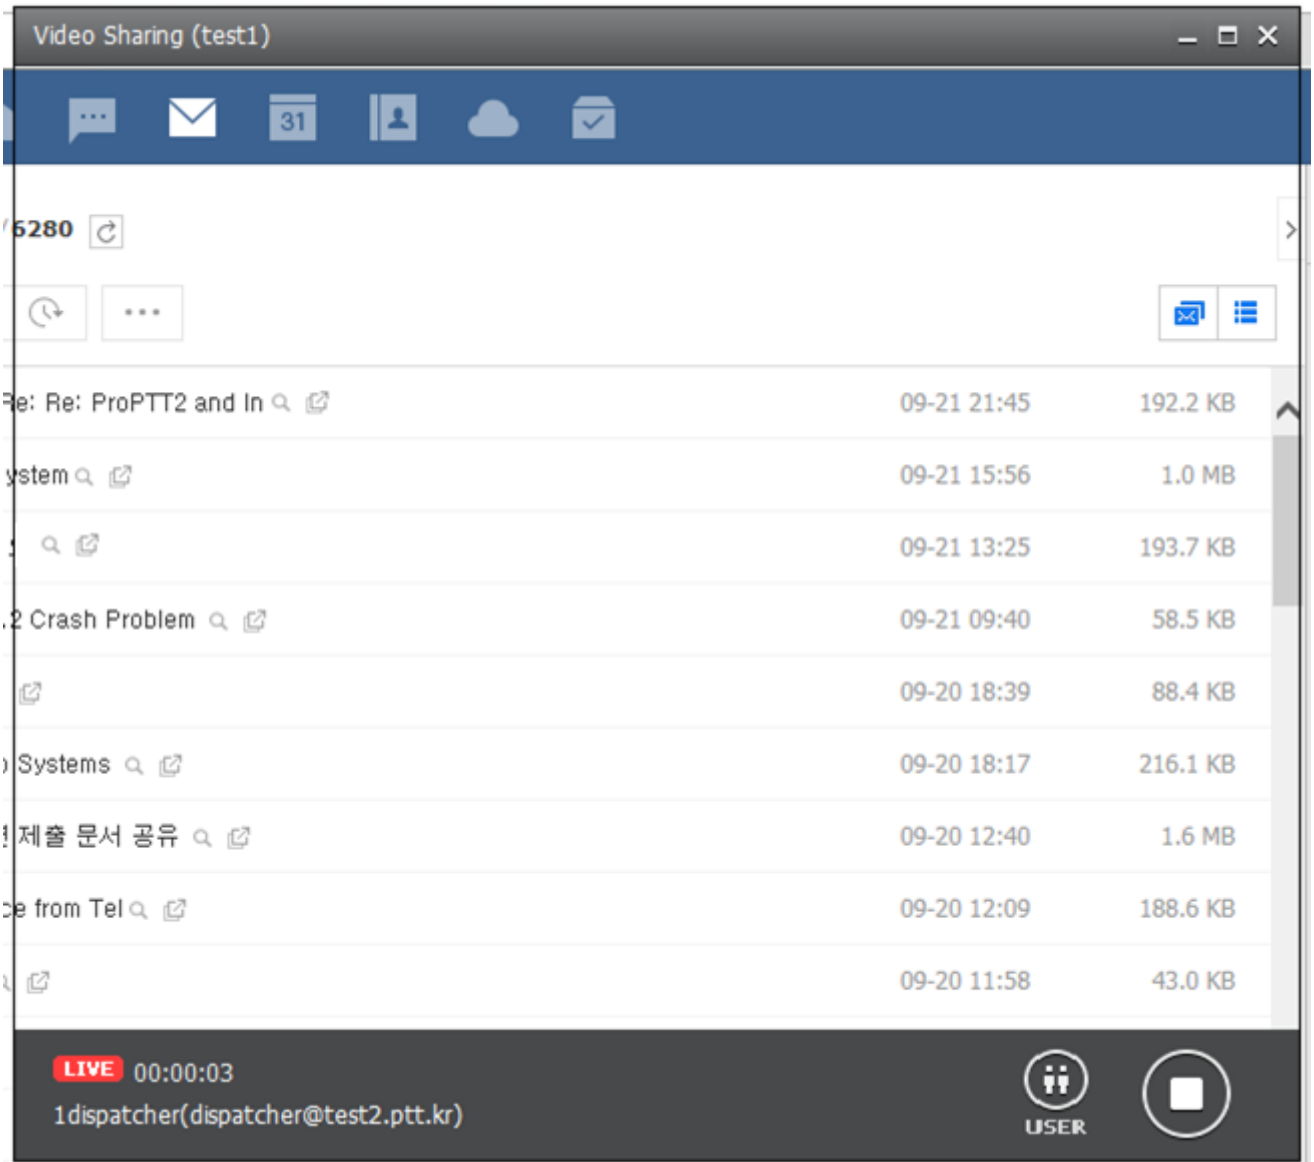 Video Sharing (test1)
31
/6280
Re: Re: ProPTT2 and In 09-21 21:45 192.2 KB
ystem 09-21 15:56 1.0 MB
09-21 13:25 193.7 KB
.2 Crash Problem 09-21 09:40 58.5 KB
09-20 18:39 88.4 KB
Systems 09-20 18:17 216.1 KB
제출 문서 공유 09-20 12:40 1.6 MB
ce from Tel 09-20 12:09 188.6 KB
09-20 11:58 43.0 KB
LIVE 00:00:03
1dispatcher(dispatcher@test2.ptt.kr)
USER